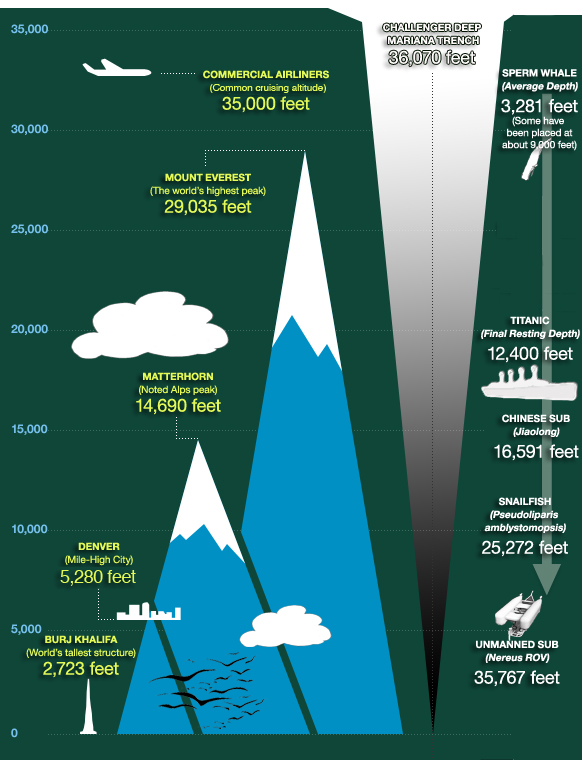 35,000
CHALLENGER DEEP
MARIANA TRENCH
36,070 feet
COMMERCIAL AIRLINERS
(Common cruising altitude)
35,000 feet
SPERM WHALE
(Average Depth)
3,281 feet
(Some have
been placed at
about 9,000 feet)
30,000
MOUNT EVEREST
(The world's highest peak)
29,035 feet
25,000
20,000
TITANIC
(Final Resting Depth)
12,400 feet
MATTERHORN
(Noted Alps peak)
14,690 feet
15,000
CHINESE SUB
(Jiaolong)
16,591 feet
10,000
SNAILFISH
(Pseudoliparis
amblystomopsis)
25,272 feet
DENVER
(Mile-High City)
5,280 feet
5,000
BURJ KHALIFA
(World's tallest structure)
2,723 feet
UNMANNED SUB
(Nereus ROV)
35,767 feet
0